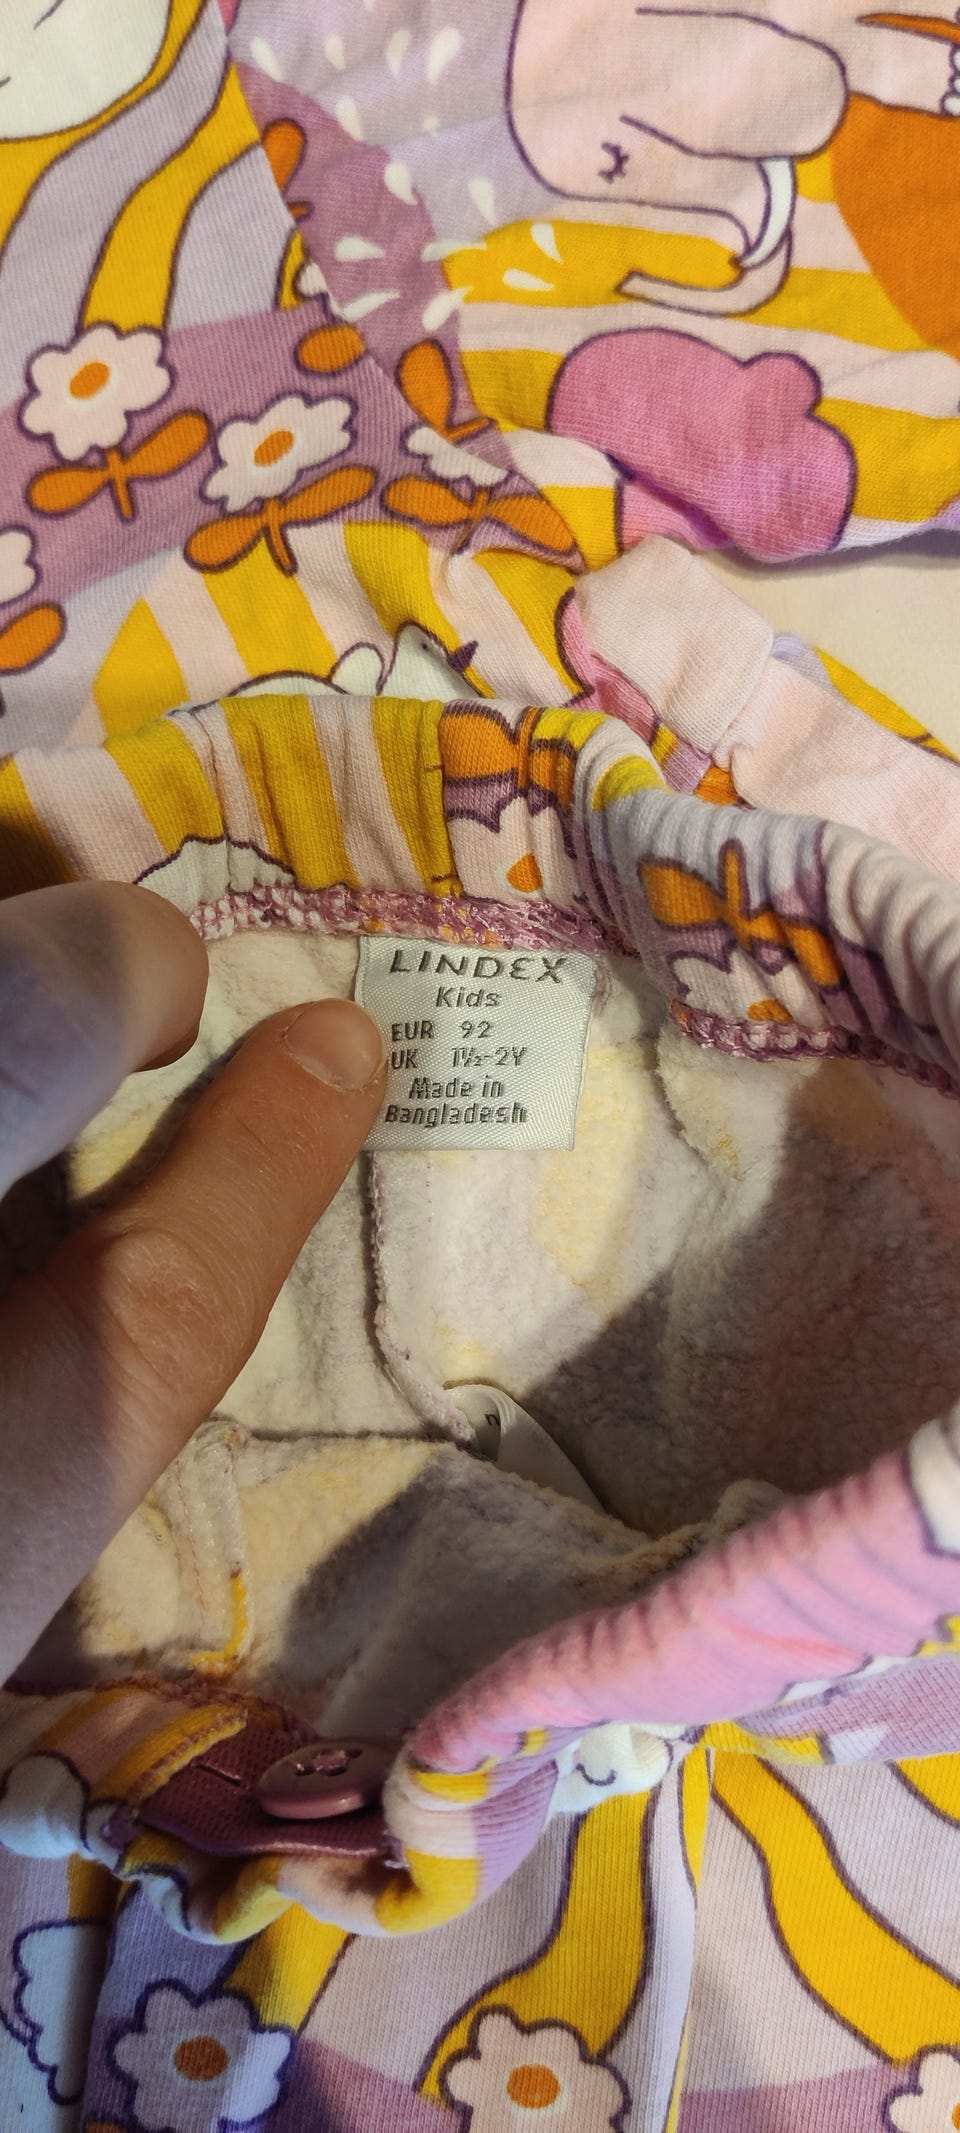 LINDEX
Kids
EUR 92
UK 1½-2Y
Made in
Bangladesh